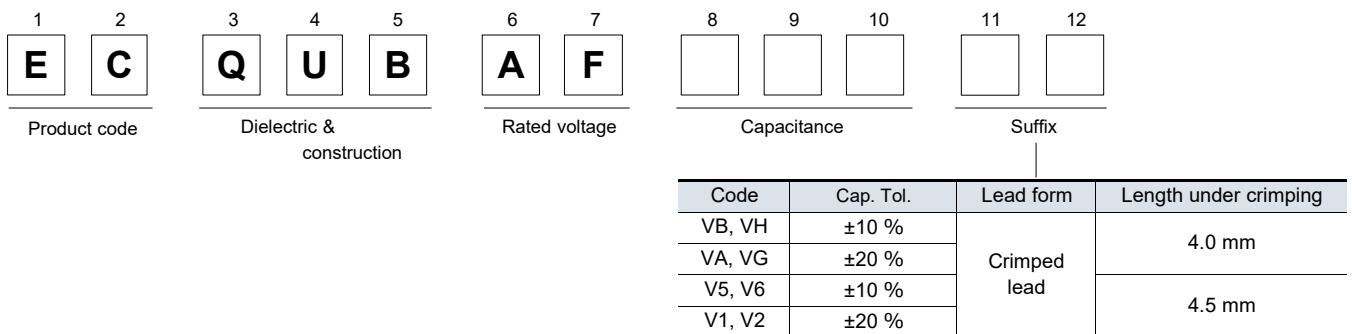 1 2 3 4 5 6 7 8 9 10 11 12
E C Q U B A F
Product code Dielectric & construction Rated voltage Capacitance Suffix
Code Cap. Tol. Lead form Length under crimping
VB, VH ±10 % Crimped lead 4.0 mm
VA, VG ±20 %
V5, V6 ±10 % 4.5 mm
V1, V2 ±20 %